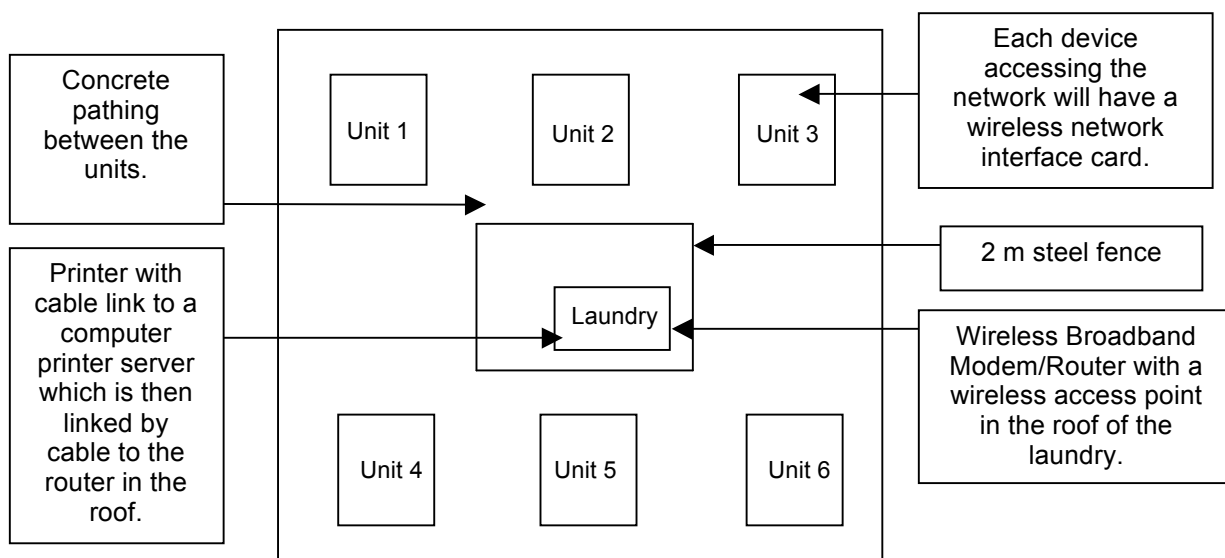 Concrete
pathing
between the
units.
Unit 1
Unit 2
Unit 3
Each device
accessing the
network will have a
wireless network
interface card.
Printer with
cable link to a
computer
printer server
which is then
linked by
cable to the
router in the
roof.
Laundry
2 m steel fence
Wireless Broadband
Modem/Router with a
wireless access point
in the roof of the
laundry.
Unit 4
Unit 5
Unit 6